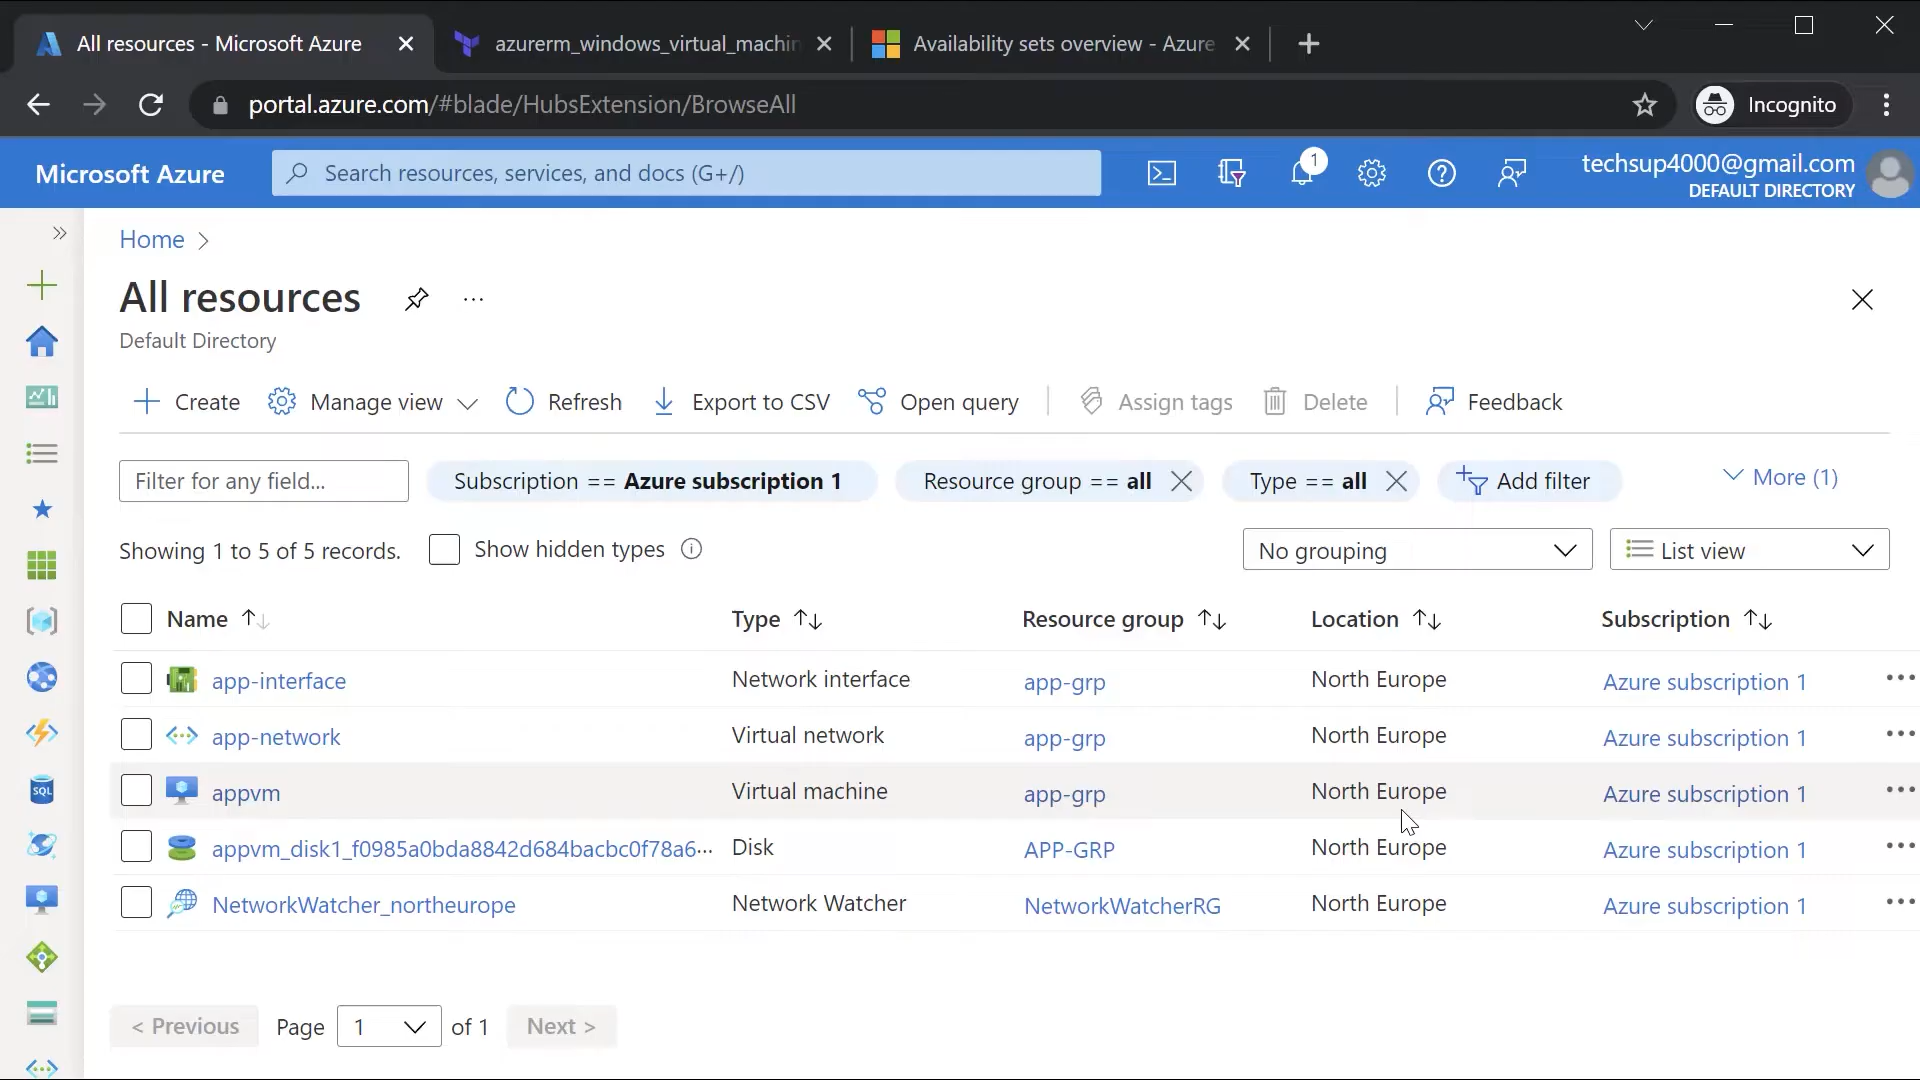 All resources - Microsoft Azure
azurerm_windows_virtual_machin
Availability sets overview - Azure
portal.azure.com/#blade/HubsExtension/BrowseAll
Incognito
Microsoft Azure
Search resources, services, and docs (G+/)
1
techsup4000@gmail.com
DEFAULT DIRECTORY
Home >
All resources
Default Directory
Create
Manage view
Refresh
Export to CSV
Open query
Assign tags
Delete
Feedback
Filter for any field...
Subscription == Azure subscription 1
Resource group == all
Type == all
Add filter
More (1)
Showing 1 to 5 of 5 records.
Show hidden types
No grouping
List view
Name Type Resource group Location Subscription
app-interface Network interface app-grp North Europe Azure subscription 1
app-network Virtual network app-grp North Europe Azure subscription 1
appvm Virtual machine app-grp North Europe Azure subscription 1
appvm_disk1_f0985a0bda8842d684bacbc0f78a6··· Disk APP-GRP North Europe Azure subscription 1
NetworkWatcher_northeurope Network Watcher NetworkWatcherRG North Europe Azure subscription 1
< Previous Page 1 of 1 Next >
SQL